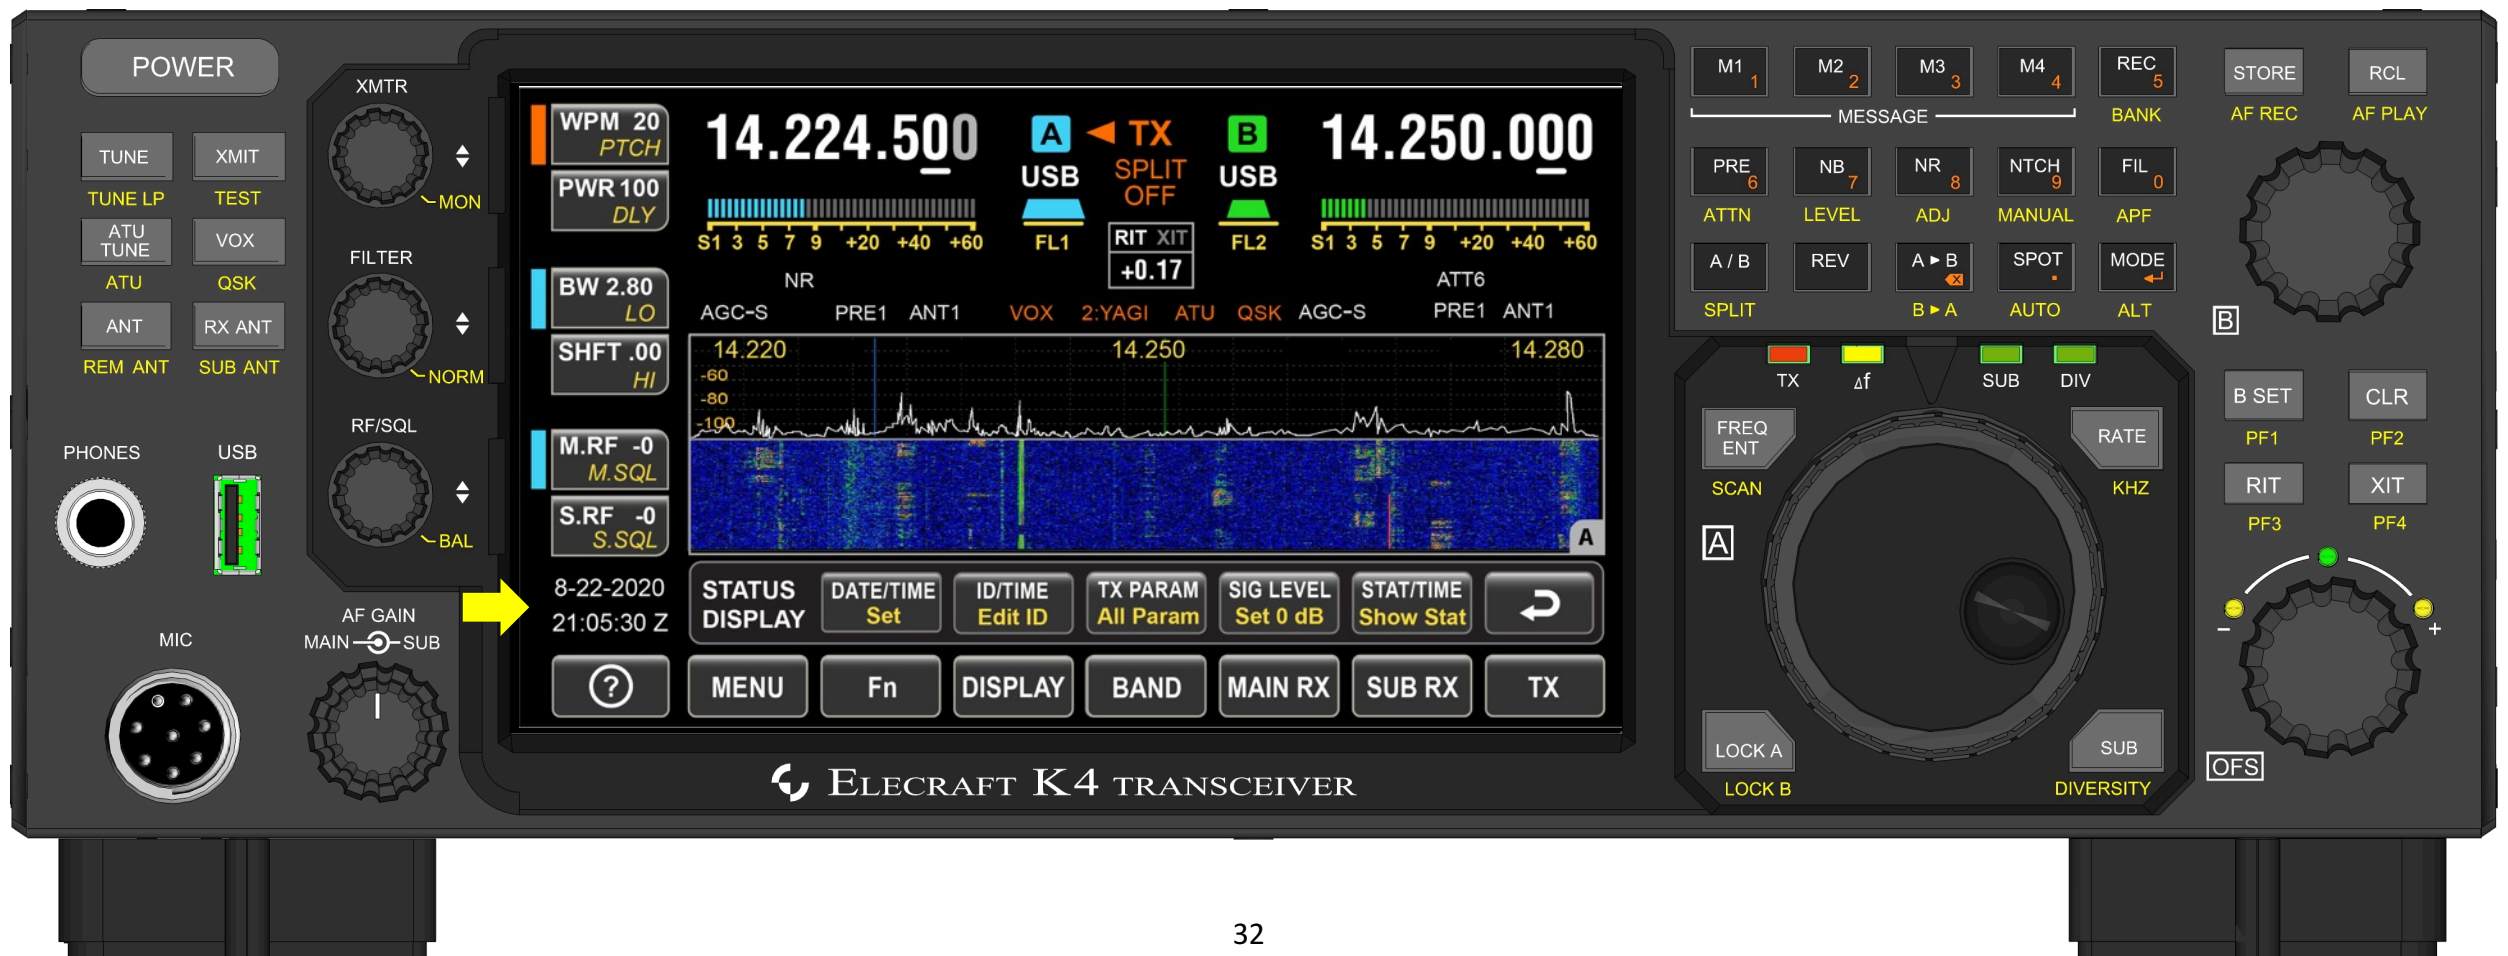 POWER
TUNE
XMIT
TUNE LP
TEST
ATU
TUNE
VOX
ATU
QSK
ANT
RX ANT
REM ANT
SUB ANT
PHONES
USB
MIC
XMTR
MON
FILTER
NORM
RF/SQL
BAL
AF GAIN
MAIN
SUB
WPM 20
PTCH
PWR 100
DLY
BW 2.80
LO
SHFT .00
HI
M.RF -0
M.SQL
S.RF -0
S.SQL
8-22-2020
21:05:30 Z
14.224.500
A
TX
B
14.250.000
USB
SPLIT
OFF
USB
S1 3 5 7 9 +20 +40 +60
FL1
RIT XIT
+0.17
FL2
S1 3 5 7 9 +20 +40 +60
NR
ATT6
AGC-S
PRE1
ANT1
VOX
2:YAGI
ATU
QSK
AGC-S
PRE1
ANT1
14.220
14.250
14.280
-60
-80
-100
A
STATUS
DISPLAY
DATE/TIME
Set
ID/TIME
Edit ID
TX PARAM
All Param
SIG LEVEL
Set 0 dB
STAT/TIME
Show Stat
?
MENU
Fn
DISPLAY
BAND
MAIN RX
SUB RX
TX
ELECRAFT K4 TRANSCEIVER
M1 1
M2 2
M3 3
M4 4
REC 5
MESSAGE
BANK
PRE 6
NB 7
NR 8
NTCH 9
FIL 0
ATTN
LEVEL
ADJ
MANUAL
APF
A / B
REV
A ▸ B
SPOT .
MODE
SPLIT
B ▸ A
AUTO
ALT
STORE
RCL
AF REC
AF PLAY
B
TX
Δf
SUB
DIV
FREQ
ENT
RATE
SCAN
KHZ
A
LOCK A
SUB
LOCK B
DIVERSITY
B SET
CLR
PF1
PF2
RIT
XIT
PF3
PF4
−
+
OFS
32